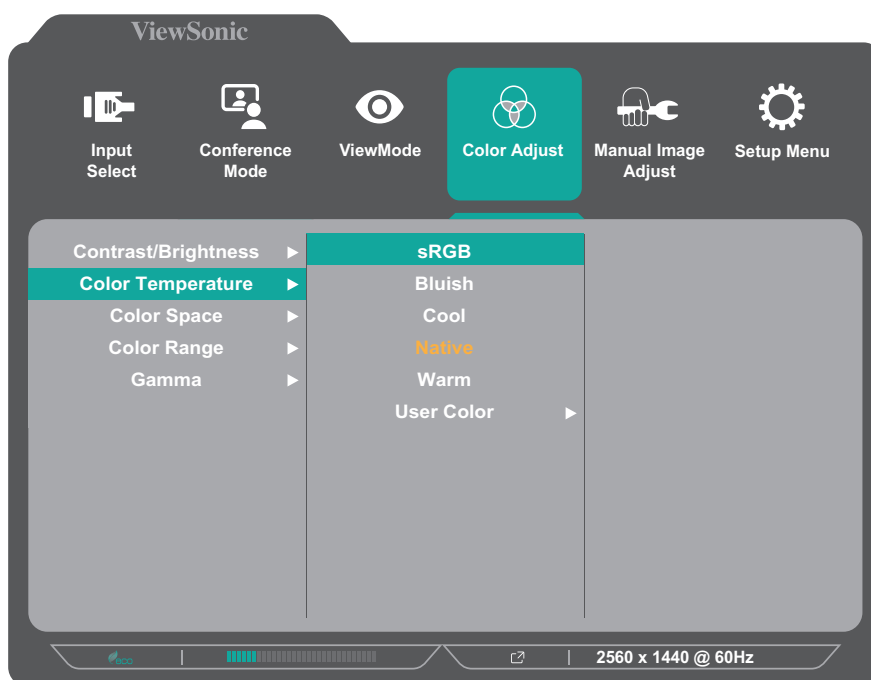 ViewSonic
Input
Select
Conference
Mode
ViewMode
Color Adjust
Manual Image
Adjust
Setup Menu
Contrast/Brightness
Color Temperature
Color Space
Color Range
Gamma
sRGB
Bluish
Cool
Native
Warm
User Color
eco
2560 x 1440 @ 60Hz